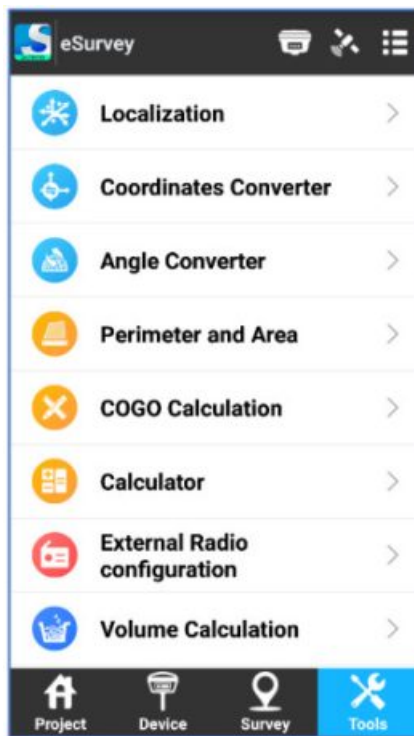 eSurvey
Localization
Coordinates Converter
Angle Converter
Perimeter and Area
COGO Calculation
Calculator
External Radio
configuration
Volume Calculation
Project
Device
Survey
Tools